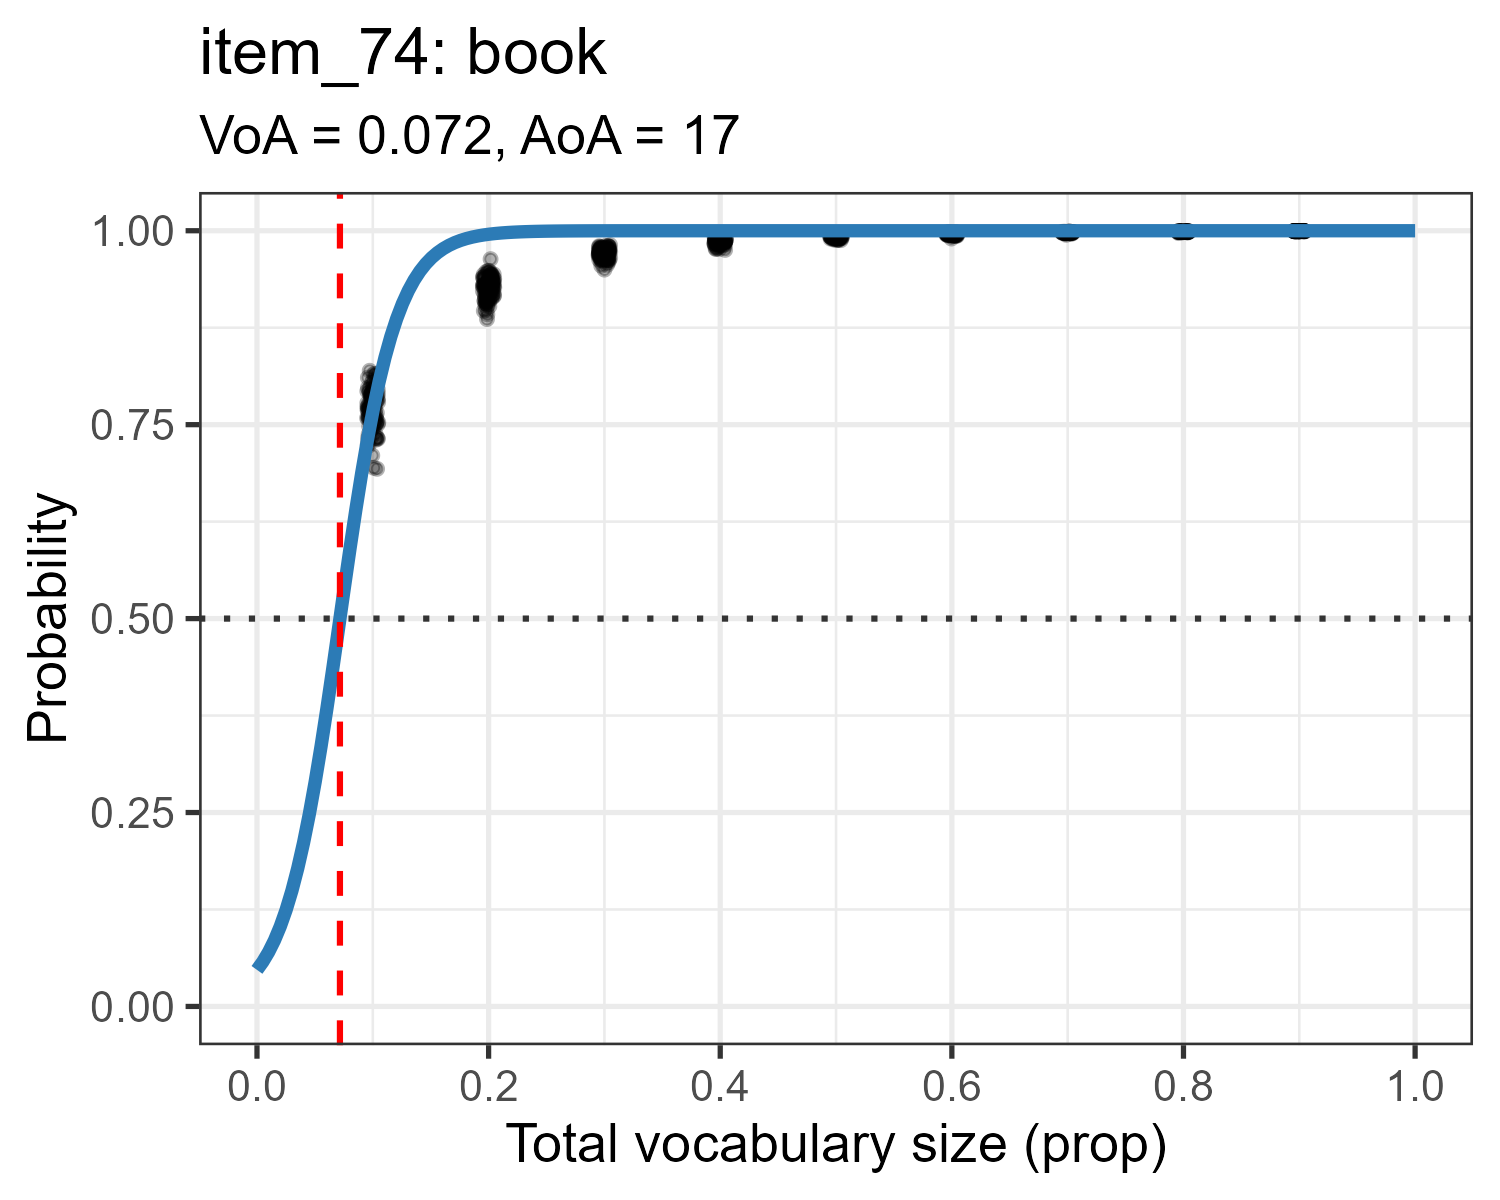 item_74: book
VoA = 0.072, AoA = 17
1.00
0.75
0.50
0.25
0.00
Probability
0.0 0.2 0.4 0.6 0.8 1.0
Total vocabulary size (prop)